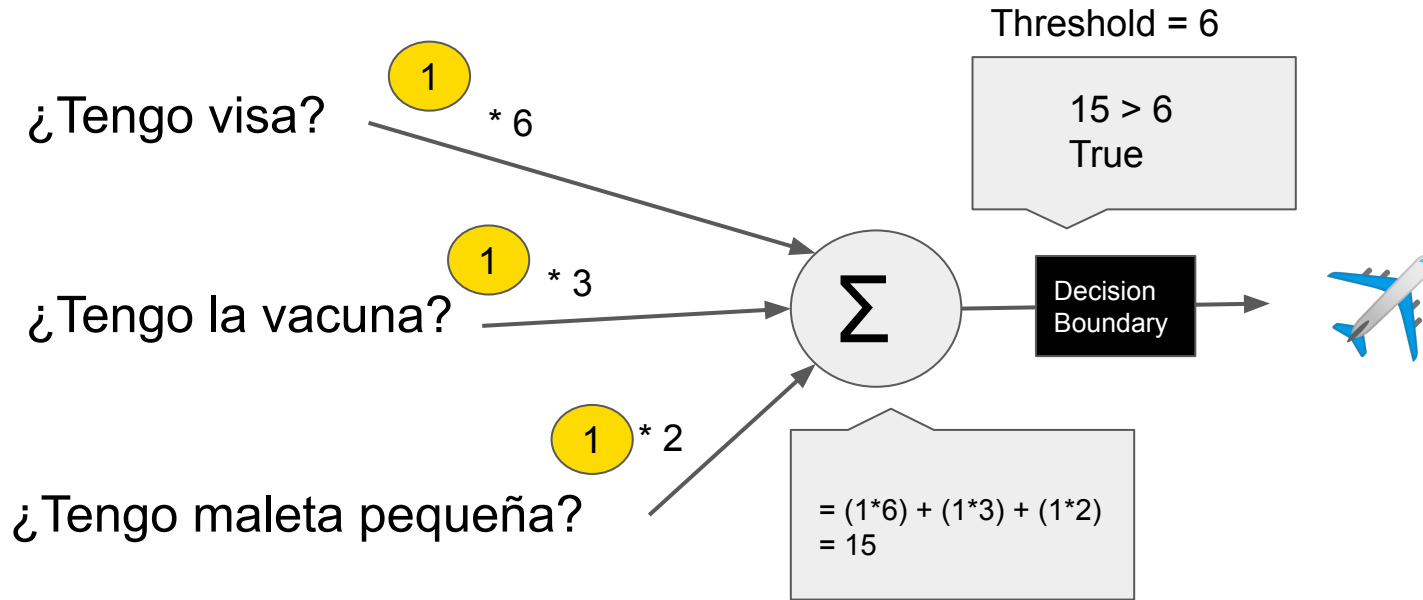 Threshold = 6
15 > 6
True
¿Tengo visa?
1
* 6
¿Tengo la vacuna?
1
* 3
Σ
Decision
Boundary
¿Tengo maleta pequeña?
1
* 2
= (1*6) + (1*3) + (1*2)
= 15